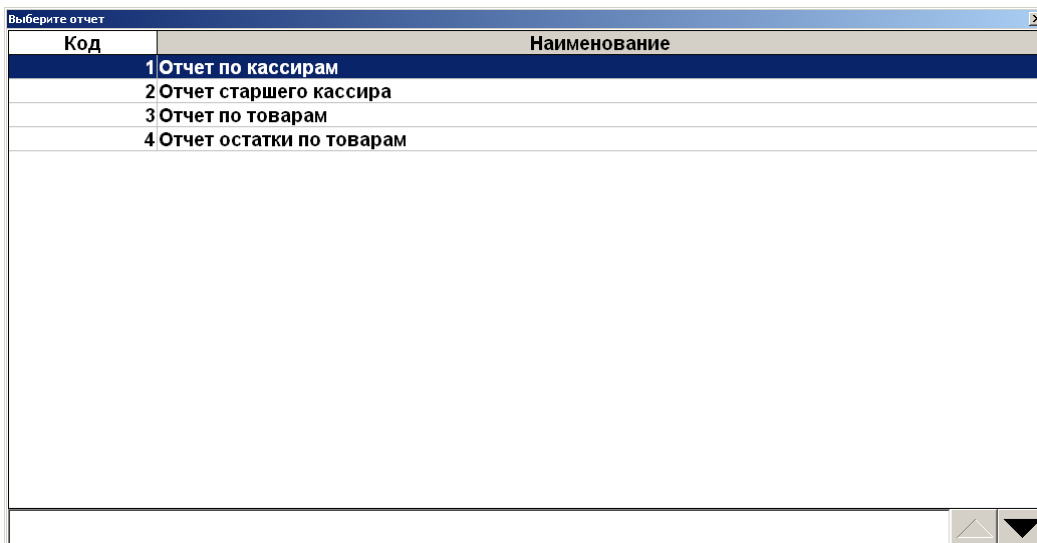 Выберите отчет
Код Наименование
1 Отчет по кассирам
2 Отчет старшего кассира
3 Отчет по товарам
4 Отчет остатки по товарам